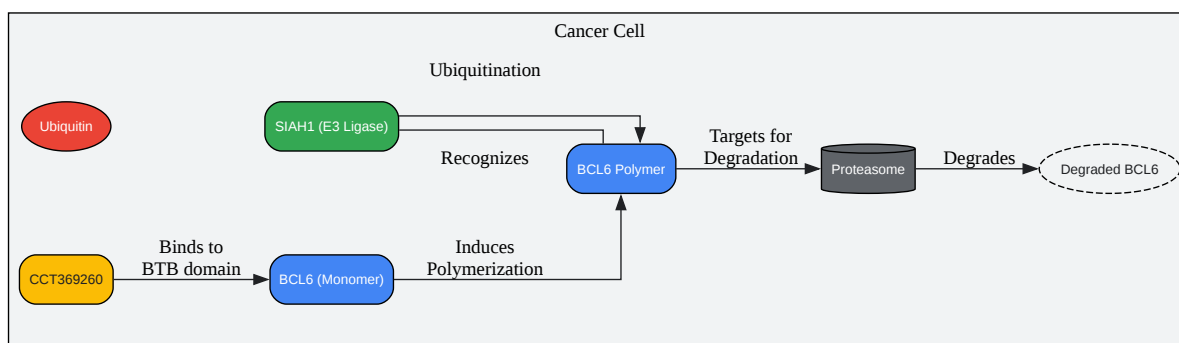 Cancer Cell
Ubiquitination
Ubiquitin
SIAH1 (E3 Ligase)
Recognizes
BCL6 Polymer
Targets for
Degradation
Proteasome
Degrades
Degraded BCL6
CCT369260
Binds to
BTB domain
BCL6 (Monomer)
Induces
Polymerization